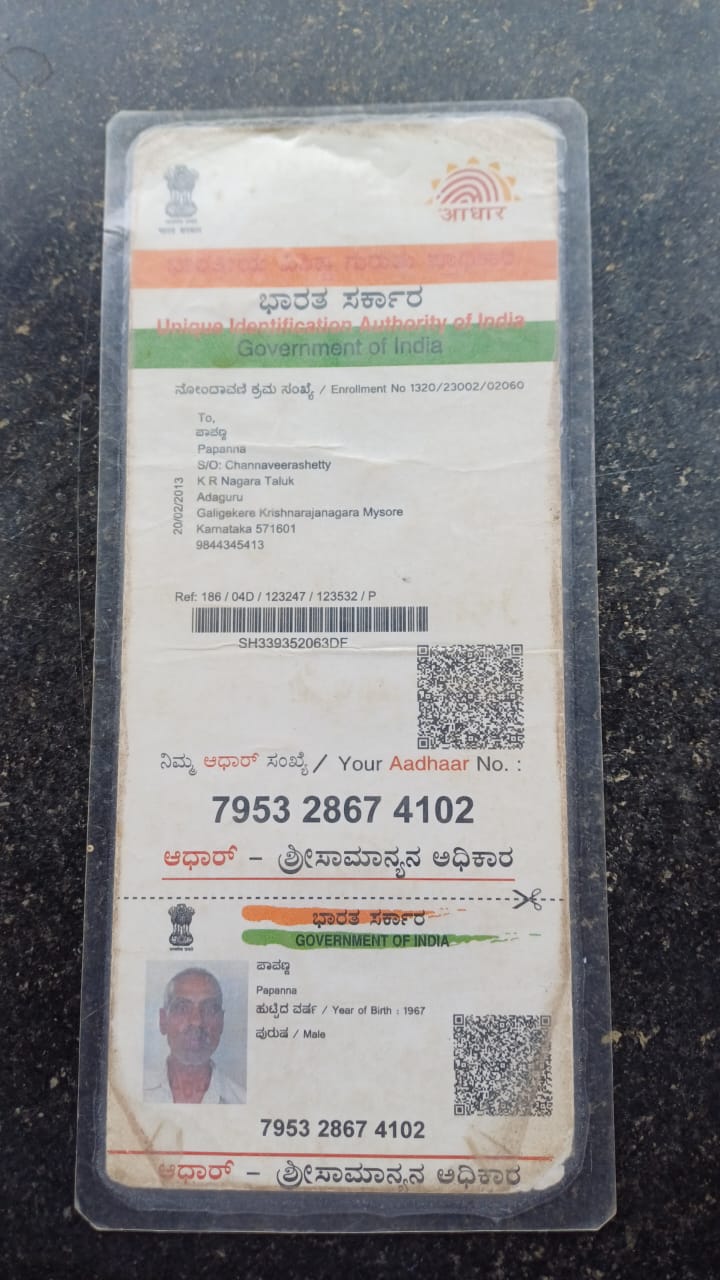 भारत सरकार
आधार
ಭಾರತ ಸರ್ಕಾರ
Unique Identification Authority of India
Government of India
ನೋಂದಾವಣಿ ಕ್ರಮ ಸಂಖ್ಯೆ / Enrollment No 1320/23002/02060
To,
ಪಾಪಣ್ಣ
Papanna
S/O: Channaveerashetty
K R Nagara Taluk
Adaguru
Galigekere Krishnarajanagara Mysore
Karnataka 571601
9844345413
20/02/2013
Ref: 186 / 04D / 123247 / 123532 / P
SH339352063DF
ನಿಮ್ಮ ಆಧಾರ್ ಸಂಖ್ಯೆ / Your Aadhaar No. :
7953 2867 4102
ಆಧಾರ್ - ಶ್ರೀಸಾಮಾನ್ಯನ ಅಧಿಕಾರ
ಭಾರತ ಸರ್ಕಾರ
GOVERNMENT OF INDIA
ಪಾಪಣ್ಣ
Papanna
ಹುಟ್ಟಿದ ವರ್ಷ / Year of Birth : 1967
ಪುರುಷ / Male
7953 2867 4102
ಆಧಾರ್ - ಶ್ರೀಸಾಮಾನ್ಯನ ಅಧಿಕಾರ